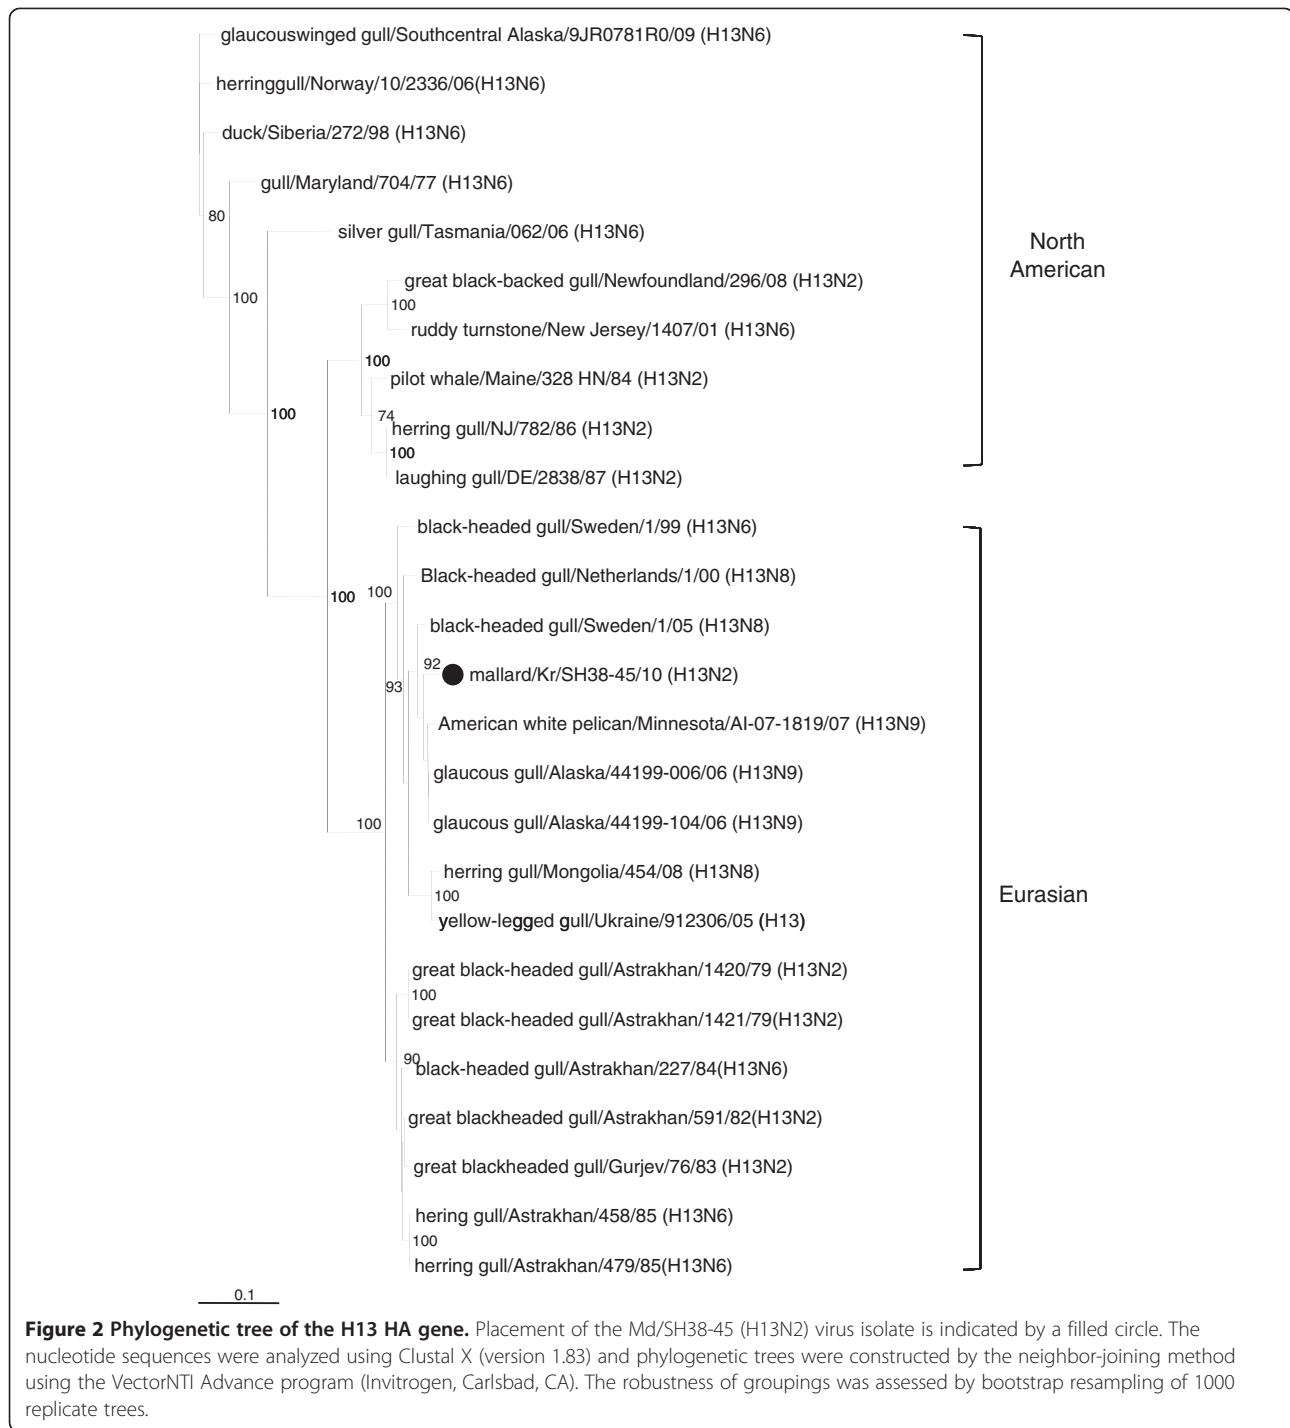 glaucouswinged gull/Southcentral Alaska/9JR0781R0/09 (H13N6)
herringgull/Norway/10/2336/06(H13N6)
duck/Siberia/272/98 (H13N6)
gull/Maryland/704/77 (H13N6)
80
silver gull/Tasmania/062/06 (H13N6)
North
American
great black-backed gull/Newfoundland/296/08 (H13N2)
100
100
ruddy turnstone/New Jersey/1407/01 (H13N6)
100
pilot whale/Maine/328 HN/84 (H13N2)
100
74
herring gull/NJ/782/86 (H13N2)
100
laughing gull/DE/2838/87 (H13N2)
black-headed gull/Sweden/1/99 (H13N6)
Black-headed gull/Netherlands/1/00 (H13N8)
100
100
black-headed gull/Sweden/1/05 (H13N8)
92
mallard/Kr/SH38-45/10 (H13N2)
93
American white pelican/Minnesota/AI-07-1819/07 (H13N9)
glaucous gull/Alaska/44199-006/06 (H13N9)
100
glaucous gull/Alaska/44199-104/06 (H13N9)
herring gull/Mongolia/454/08 (H13N8)
100
Eurasian
yellow-legged gull/Ukraine/912306/05 (H13)
great black-headed gull/Astrakhan/1420/79 (H13N2)
100
great black-headed gull/Astrakhan/1421/79(H13N2)
90
black-headed gull/Astrakhan/227/84(H13N6)
great blackheaded gull/Astrakhan/591/82(H13N2)
great blackheaded gull/Gurjev/76/83 (H13N2)
hering gull/Astrakhan/458/85 (H13N6)
100
herring gull/Astrakhan/479/85(H13N6)
0.1
Figure 2 Phylogenetic tree of the H13 HA gene. Placement of the Md/SH38-45 (H13N2) virus isolate is indicated by a filled circle. The
nucleotide sequences were analyzed using Clustal X (version 1.83) and phylogenetic trees were constructed by the neighbor-joining method
using the VectorNTI Advance program (Invitrogen, Carlsbad, CA). The robustness of groupings was assessed by bootstrap resampling of 1000
replicate trees.